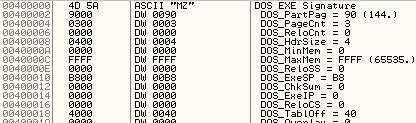 00400000 4D 5A ASCII "MZ" DOS EXE Signature
00400002 9000 DW 0090 DOS_PartPag = 90 (144.)
00400004 0300 DW 0003 DOS_PageCnt = 3
00400006 0000 DW 0000 DOS_ReloCnt = 0
00400008 0400 DW 0004 DOS_HdrSize = 4
0040000A 0000 DW 0000 DOS_MinMem = 0
0040000C FFFF DW FFFF DOS_MaxMem = FFFF (65535.)
0040000E 0000 DW 0000 DOS_ReloSS = 0
00400010 B800 DW 00B8 DOS_ExeSP = B8
00400012 0000 DW 0000 DOS_ChkSum = 0
00400014 0000 DW 0000 DOS_ExeIP = 0
00400016 0000 DW 0000 DOS_ReloCS = 0
00400018 4000 DW 0040 DOS_TablOff = 40
0040001A 0000 DW 0000 DOS_Overlay = 0